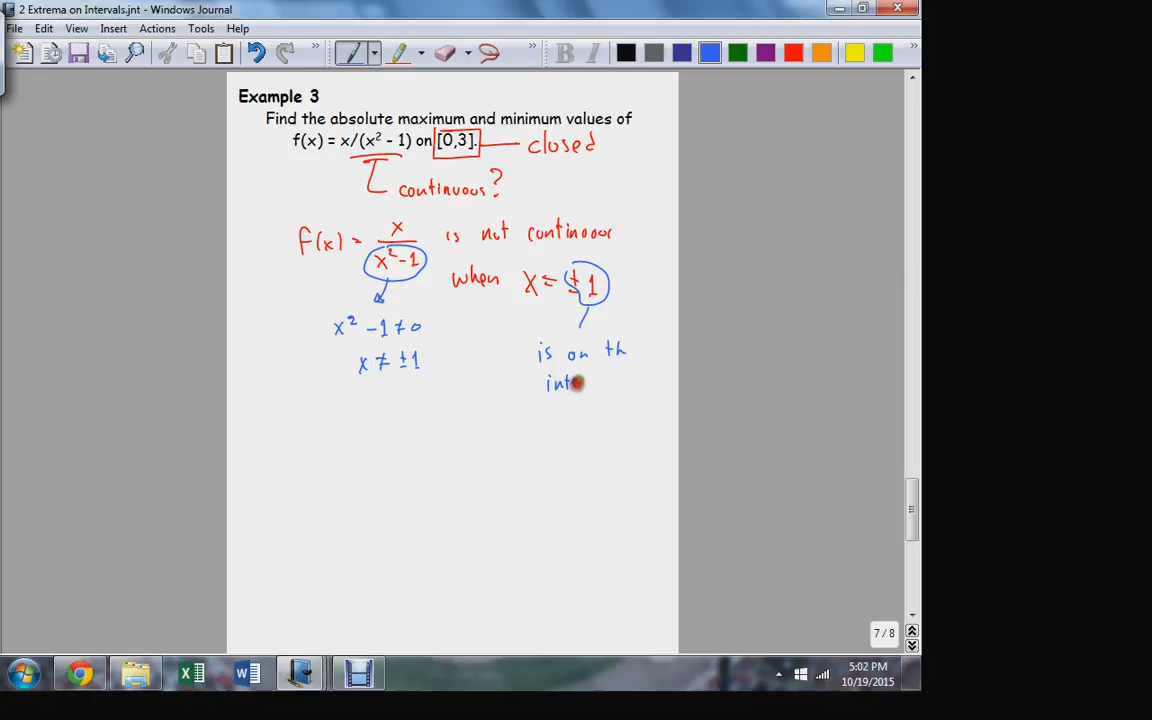 2 Extrema on Intervals.jnt - Windows Journal
File Edit View Insert Actions Tools Help
B I
Example 3
Find the absolute maximum and minimum values of
f(x) = x/(x² - 1) on [0,3].
closed
continuous?
f(x) = x / x² - 1 is not continuous
when x = ± 1
x² - 1 ≠ 0
x ≠ ± 1
is on th
int
7 / 8
5:02 PM
10/19/2015